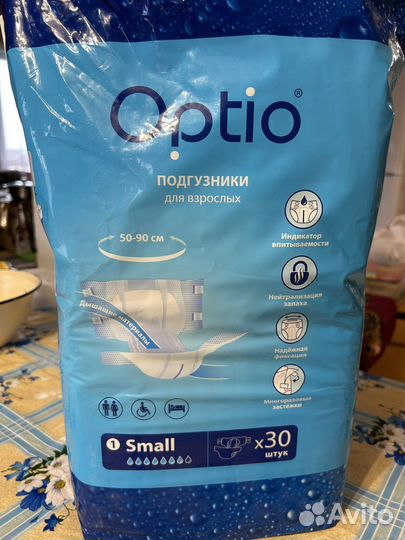 Optio®
ПОДГУЗНИКИ
для взрослых
50-90 см
Индикатор
впитываемости
Нейтрализация
запаха
Дышащие материалы
Надёжная
фиксация
Многоразовые
застёжки
1 Small
x30
штук
Avito